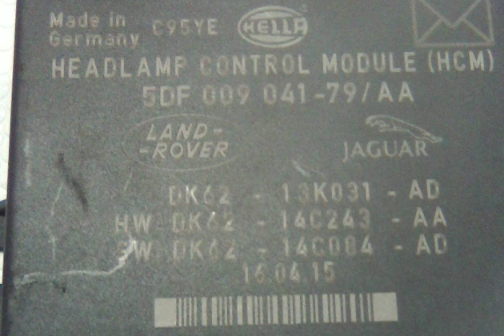 Made in C95YE HELLA
Germany
HEADLAMP CONTROL MODULE (HCM)
5DF 009 041-79/AA
LAND-
-ROVER
JAGUAR
DK62 - 13K031 - AD
HW DK62 - 14C243 - AA
SW DK62 - 14C084 - AD
16.04.15